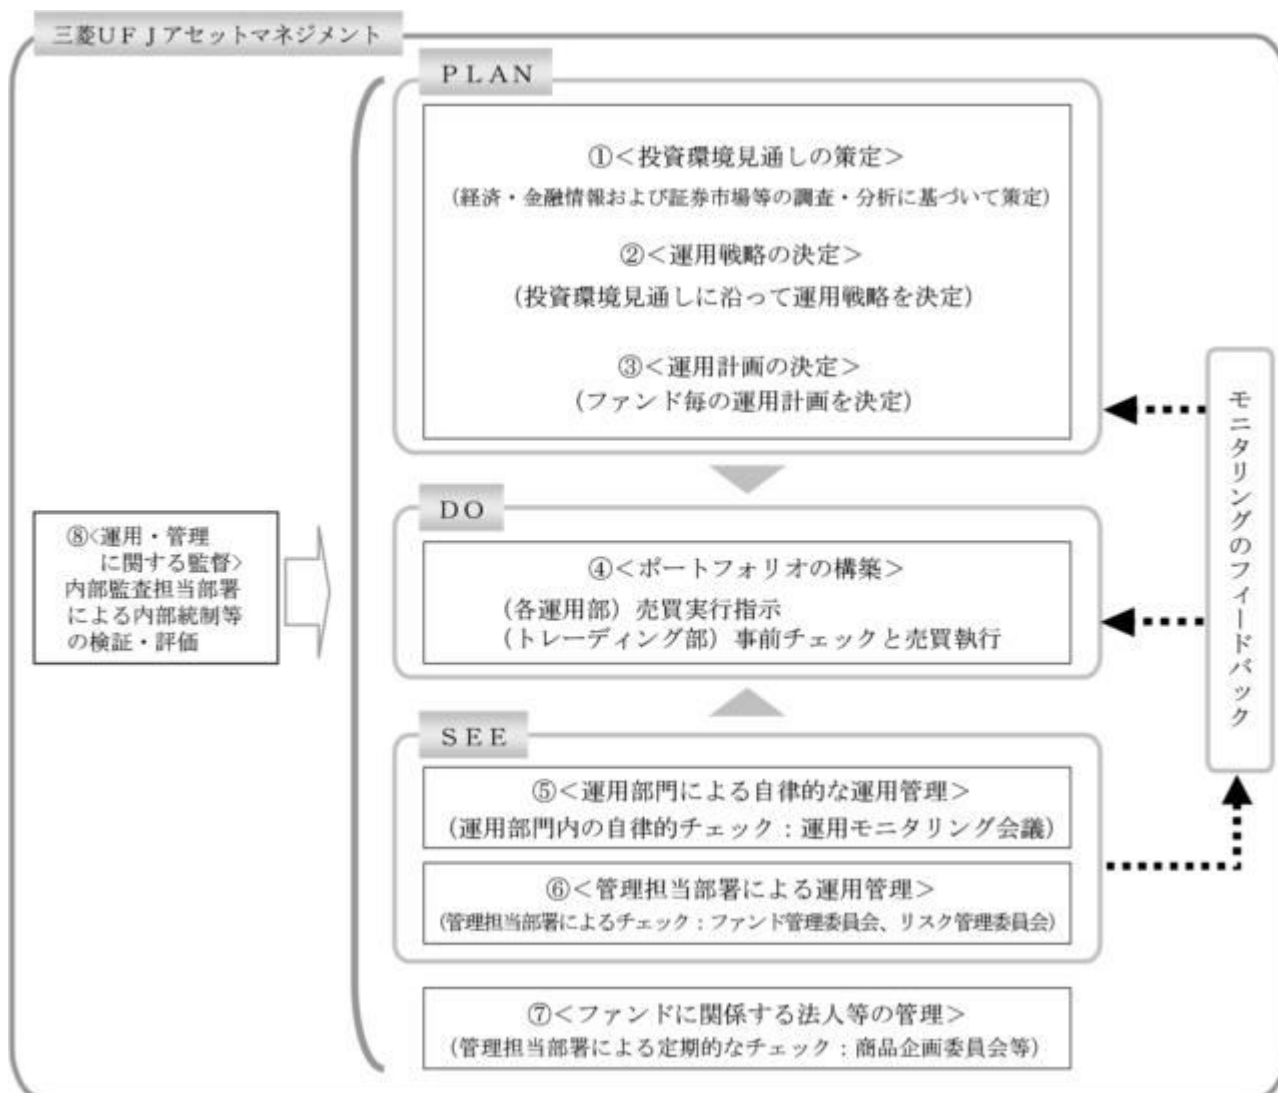 三菱ＵＦＪアセットマネジメント
ＰＬＡＮ
①＜投資環境見通しの策定＞
（経済・金融情報および証券市場等の調査・分析に基づいて策定）
②＜運用戦略の決定＞
（投資環境見通しに沿って運用戦略を決定）
③＜運用計画の決定＞
（ファンド毎の運用計画を決定）
ＤＯ
④＜ポートフォリオの構築＞
（各運用部）売買実行指示
（トレーディング部）事前チェックと売買執行
ＳＥＥ
⑤＜運用部門による自律的な運用管理＞
（運用部門内の自律的チェック：運用モニタリング会議）
⑥＜管理担当部署による運用管理＞
（管理担当部署によるチェック：ファンド管理委員会、リスク管理委員会）
⑦＜ファンドに関係する法人等の管理＞
（管理担当部署による定期的なチェック：商品企画委員会等）
⑧＜運用・管理
に関する監督＞
内部監査担当部署
による内部統制等
の検証・評価
モニタリングのフィードバック